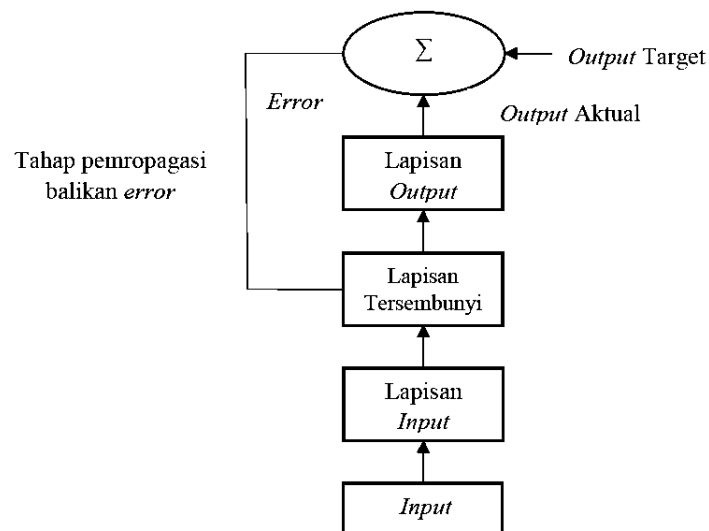 Σ
Output Target
Error
Output Aktual
Tahap pemropagasi
balikan error
Lapisan
Output
Lapisan
Tersembunyi
Lapisan
Input
Input